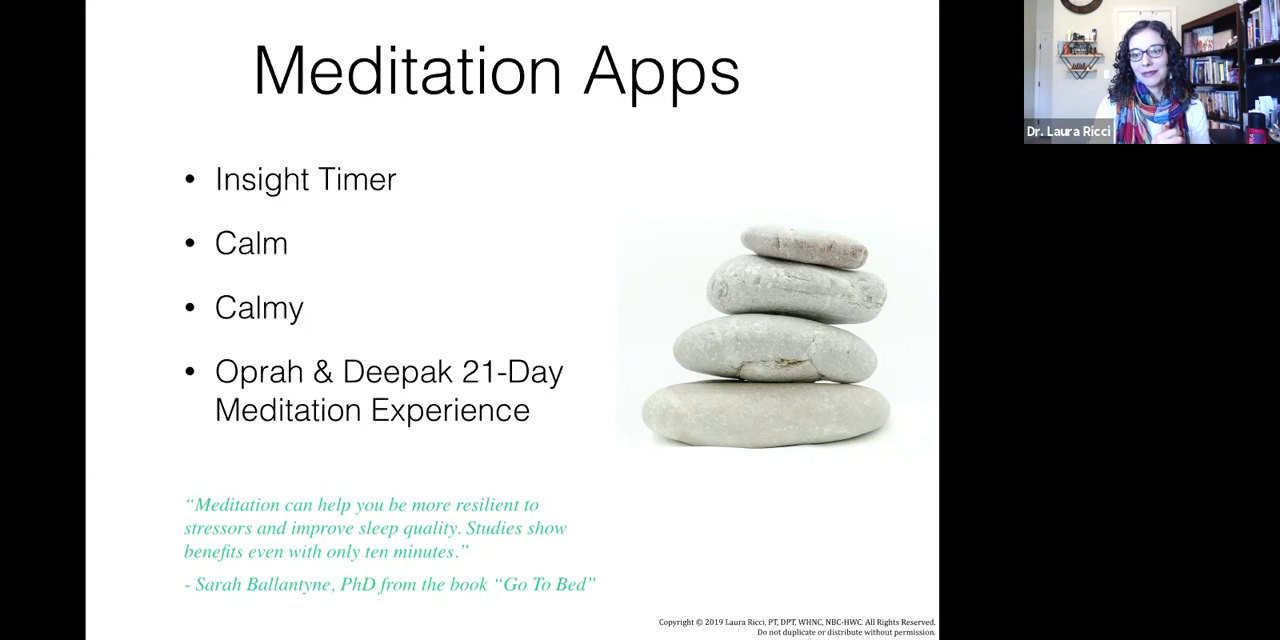 Meditation Apps
• Insight Timer
• Calm
• Calmy
• Oprah & Deepak 21-Day
Meditation Experience
“Meditation can help you be more resilient to
stressors and improve sleep quality. Studies show
benefits even with only ten minutes.”
- Sarah Ballantyne, PhD from the book “Go To Bed”
Copyright © 2019 Laura Ricci, PT, DPT, WHNC, NBC-HWC. All Rights Reserved.
Do not duplicate or distribute without permission.
Dr. Laura Ricci